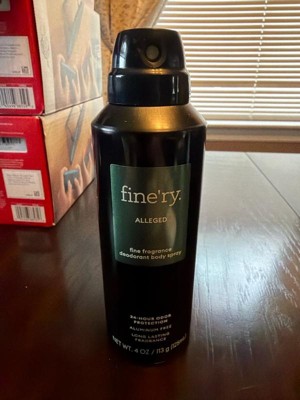 fine'ry.
ALLEGED
fine fragrance
deodorant body spray
24-HOUR ODOR
PROTECTION
ALUMINUM FREE
LONG LASTING
FRAGRANCE
NET WT. 4 OZ / 113 g (125mL)